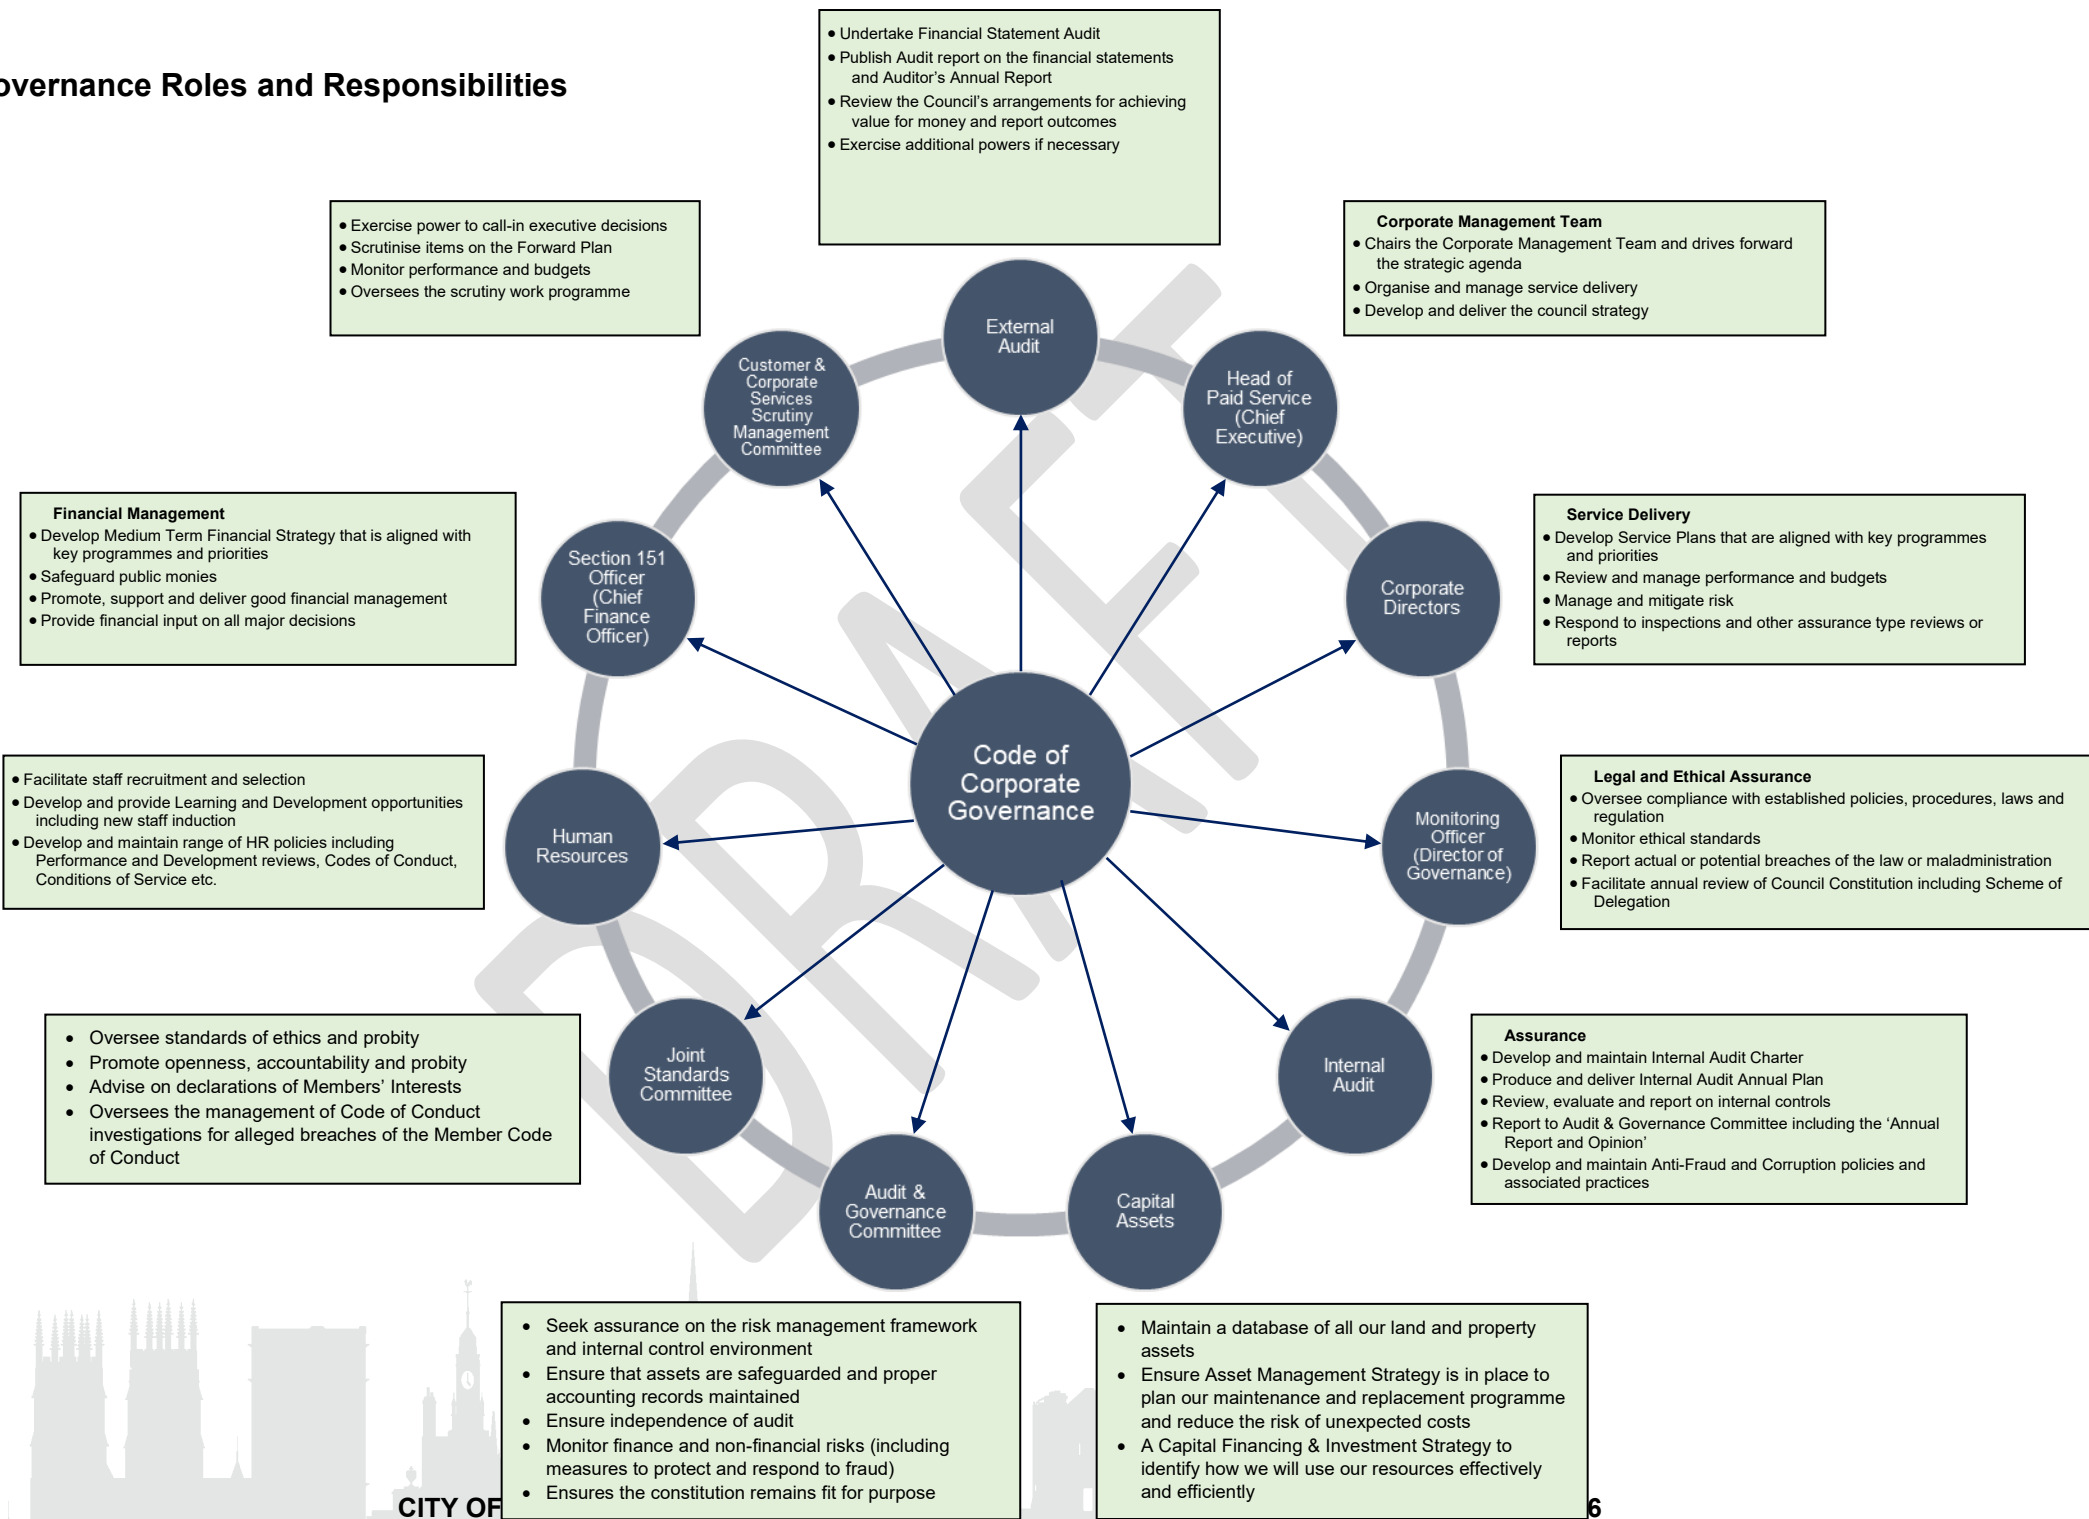 overnance Roles and Responsibilities
• Undertake Financial Statement Audit
• Publish Audit report on the financial statements
and Auditor's Annual Report
• Review the Council's arrangements for achieving
value for money and report outcomes
• Exercise additional powers if necessary
• Exercise power to call-in executive decisions
• Scrutinise items on the Forward Plan
• Monitor performance and budgets
• Oversees the scrutiny work programme
Corporate Management Team
• Chairs the Corporate Management Team and drives forward
the strategic agenda
• Organise and manage service delivery
• Develop and deliver the council strategy
External
Audit
Customer &
Corporate
Services
Scrutiny
Management
Committee
Head of
Paid Service
(Chief
Executive)
Financial Management
• Develop Medium Term Financial Strategy that is aligned with
key programmes and priorities
• Safeguard public monies
• Promote, support and deliver good financial management
• Provide financial input on all major decisions
Section 151
Officer
(Chief
Finance
Officer)
Corporate
Directors
Service Delivery
• Develop Service Plans that are aligned with key programmes
and priorities
• Review and manage performance and budgets
• Manage and mitigate risk
• Respond to inspections and other assurance type reviews or
reports
Code of
Corporate
Governance
• Facilitate staff recruitment and selection
• Develop and provide Learning and Development opportunities
including new staff induction
• Develop and maintain range of HR policies including
Performance and Development reviews, Codes of Conduct,
Conditions of Service etc.
Human
Resources
Monitoring
Officer
(Director of
Governance)
Legal and Ethical Assurance
• Oversee compliance with established policies, procedures, laws and
regulation
• Monitor ethical standards
• Report actual or potential breaches of the law or maladministration
• Facilitate annual review of Council Constitution including Scheme of
Delegation
• Oversee standards of ethics and probity
• Promote openness, accountability and probity
• Advise on declarations of Members' Interests
• Oversees the management of Code of Conduct
investigations for alleged breaches of the Member Code
of Conduct
Joint
Standards
Committee
Internal
Audit
Assurance
• Develop and maintain Internal Audit Charter
• Produce and deliver Internal Audit Annual Plan
• Review, evaluate and report on internal controls
• Report to Audit & Governance Committee including the 'Annual
Report and Opinion'
• Develop and maintain Anti-Fraud and Corruption policies and
associated practices
Audit &
Governance
Committee
Capital
Assets
• Seek assurance on the risk management framework
and internal control environment
• Ensure that assets are safeguarded and proper
accounting records maintained
• Ensure independence of audit
• Monitor finance and non-financial risks (including
measures to protect and respond to fraud)
• Ensures the constitution remains fit for purpose
• Maintain a database of all our land and property
assets
• Ensure Asset Management Strategy is in place to
plan our maintenance and replacement programme
and reduce the risk of unexpected costs
• A Capital Financing & Investment Strategy to
identify how we will use our resources effectively
and efficiently
DRAFT
CITY OF
6